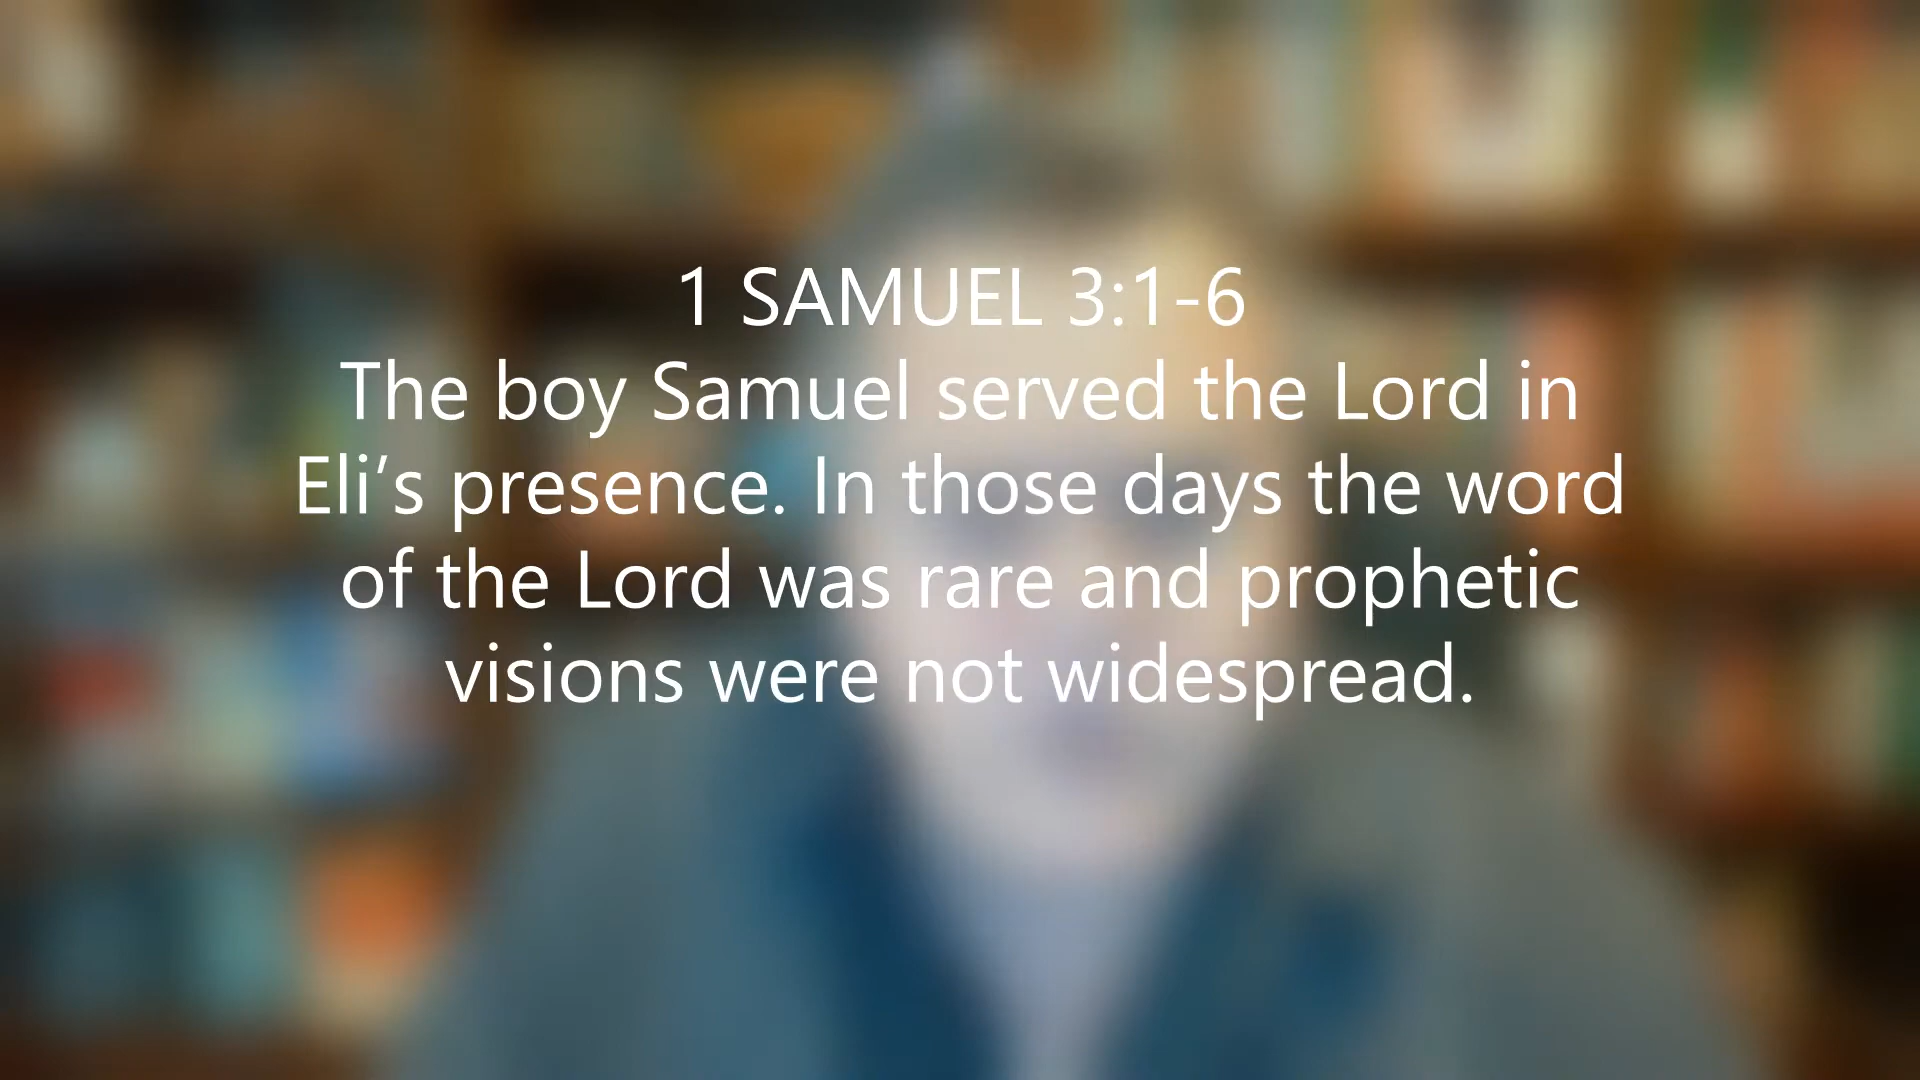 1 SAMUEL 3:1-6
The boy Samuel served the Lord in
Eli’s presence. In those days the word
of the Lord was rare and prophetic
visions were not widespread.